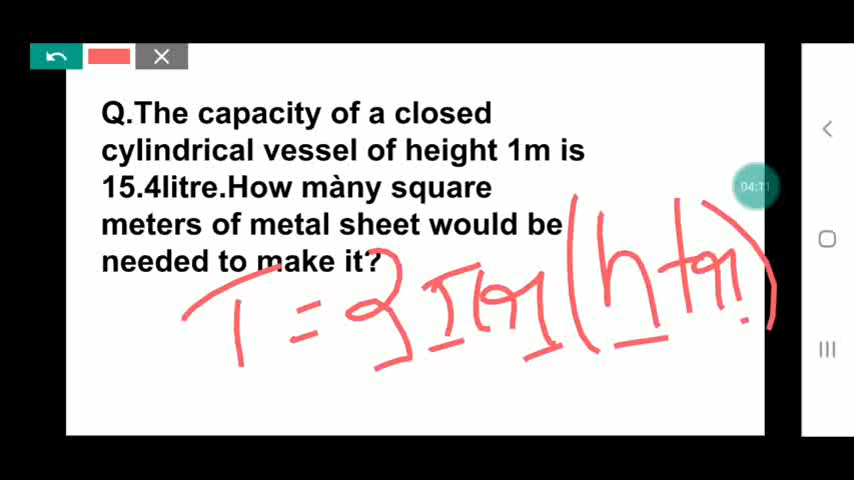 Q.The capacity of a closed
cylindrical vessel of height 1m is
15.4litre.How màny square
meters of metal sheet would be
needed to make it?
T = 2πr(h+r)
04:11